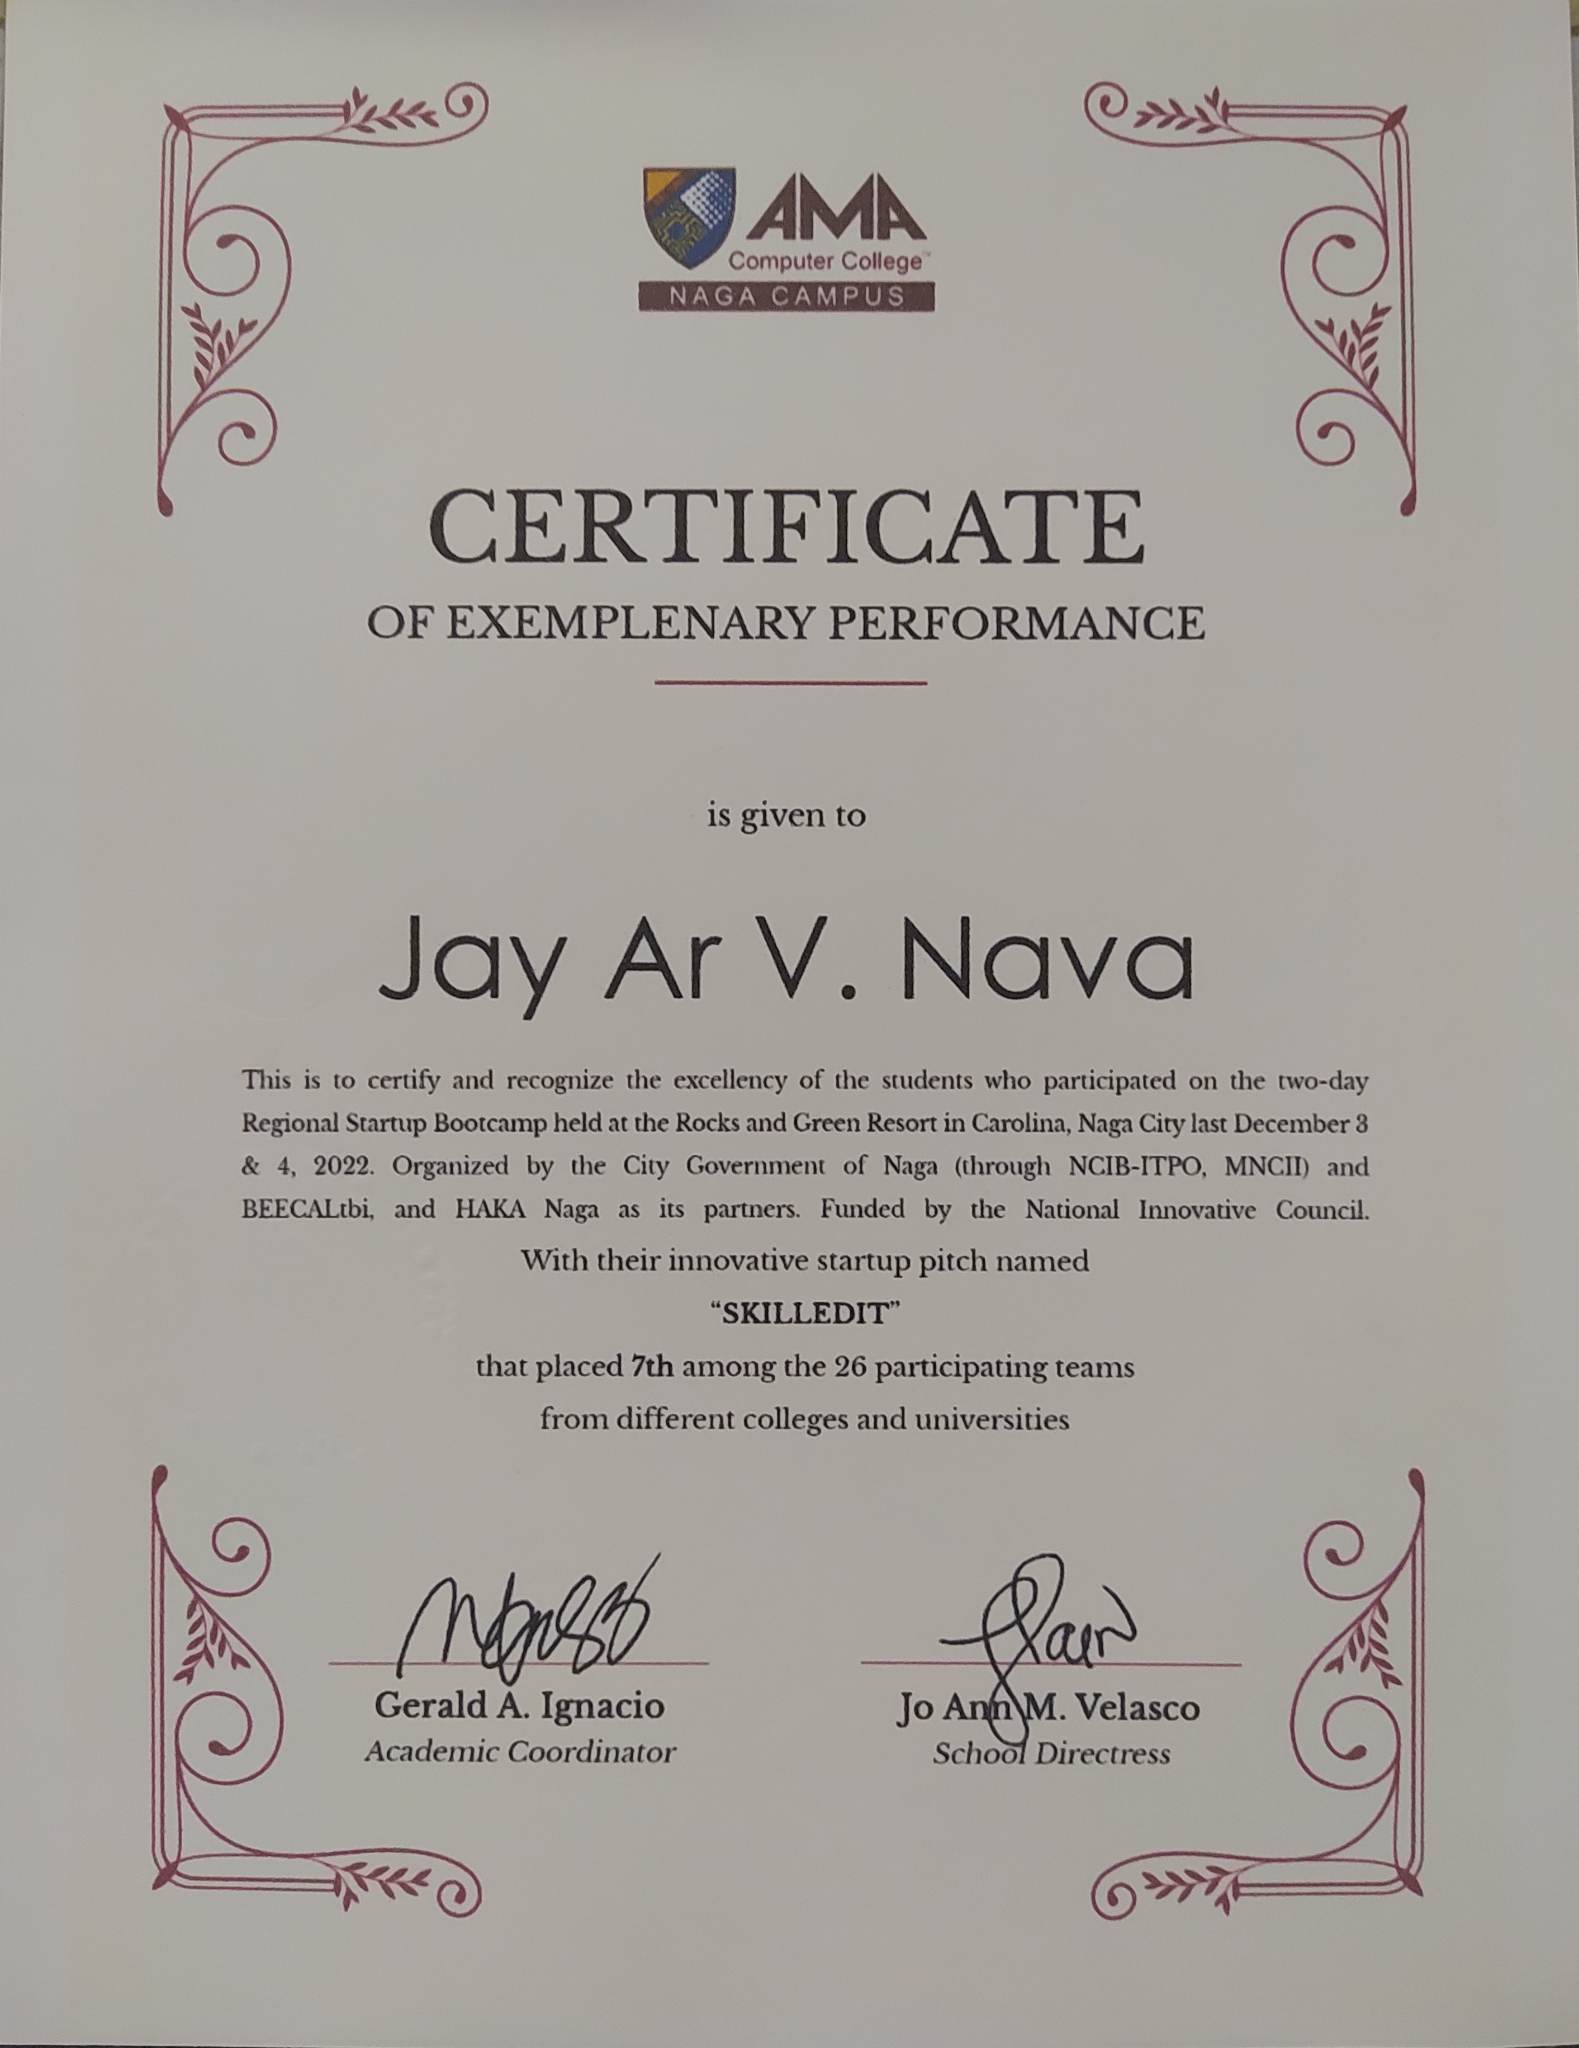 AMA
Computer College™
NAGA CAMPUS
CERTIFICATE
OF EXEMPLENARY PERFORMANCE
is given to
Jay Ar V. Nava
This is to certify and recognize the excellency of the students who participated on the two-day
Regional Startup Bootcamp held at the Rocks and Green Resort in Carolina, Naga City last December 3
& 4, 2022. Organized by the City Government of Naga (through NCIB-ITPO, MNCII) and
BEECALtbi, and HAKA Naga as its partners. Funded by the National Innovative Council.
With their innovative startup pitch named
“SKILLEDIT”
that placed 7th among the 26 participating teams
from different colleges and universities
Gerald A. Ignacio
Academic Coordinator
Jo Ann M. Velasco
School Directress